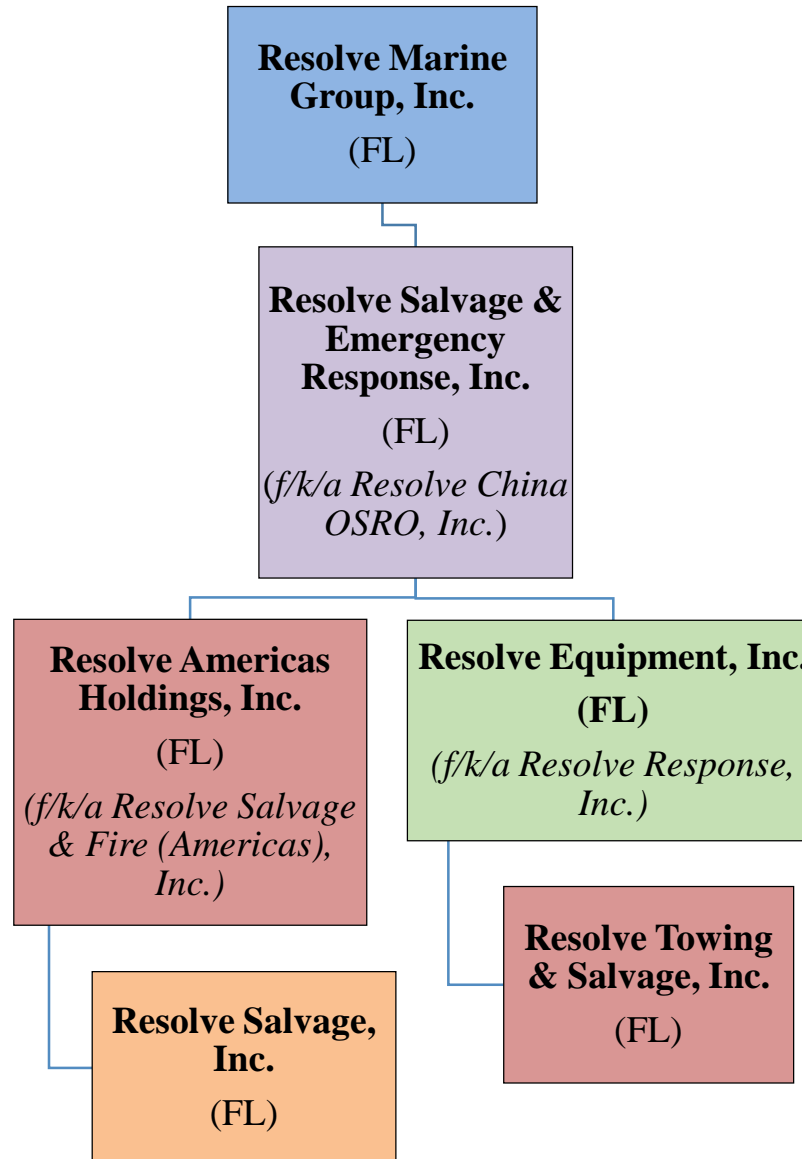 Resolve Marine
Group, Inc.
(FL)
Resolve Salvage &
Emergency
Response, Inc.
(FL)
(f/k/a Resolve China
OSRO, Inc.)
Resolve Americas
Holdings, Inc.
(FL)
(f/k/a Resolve Salvage
& Fire (Americas),
Inc.)
Resolve Equipment, Inc.
(FL)
(f/k/a Resolve Response,
Inc.)
Resolve Towing
& Salvage, Inc.
(FL)
Resolve Salvage,
Inc.
(FL)